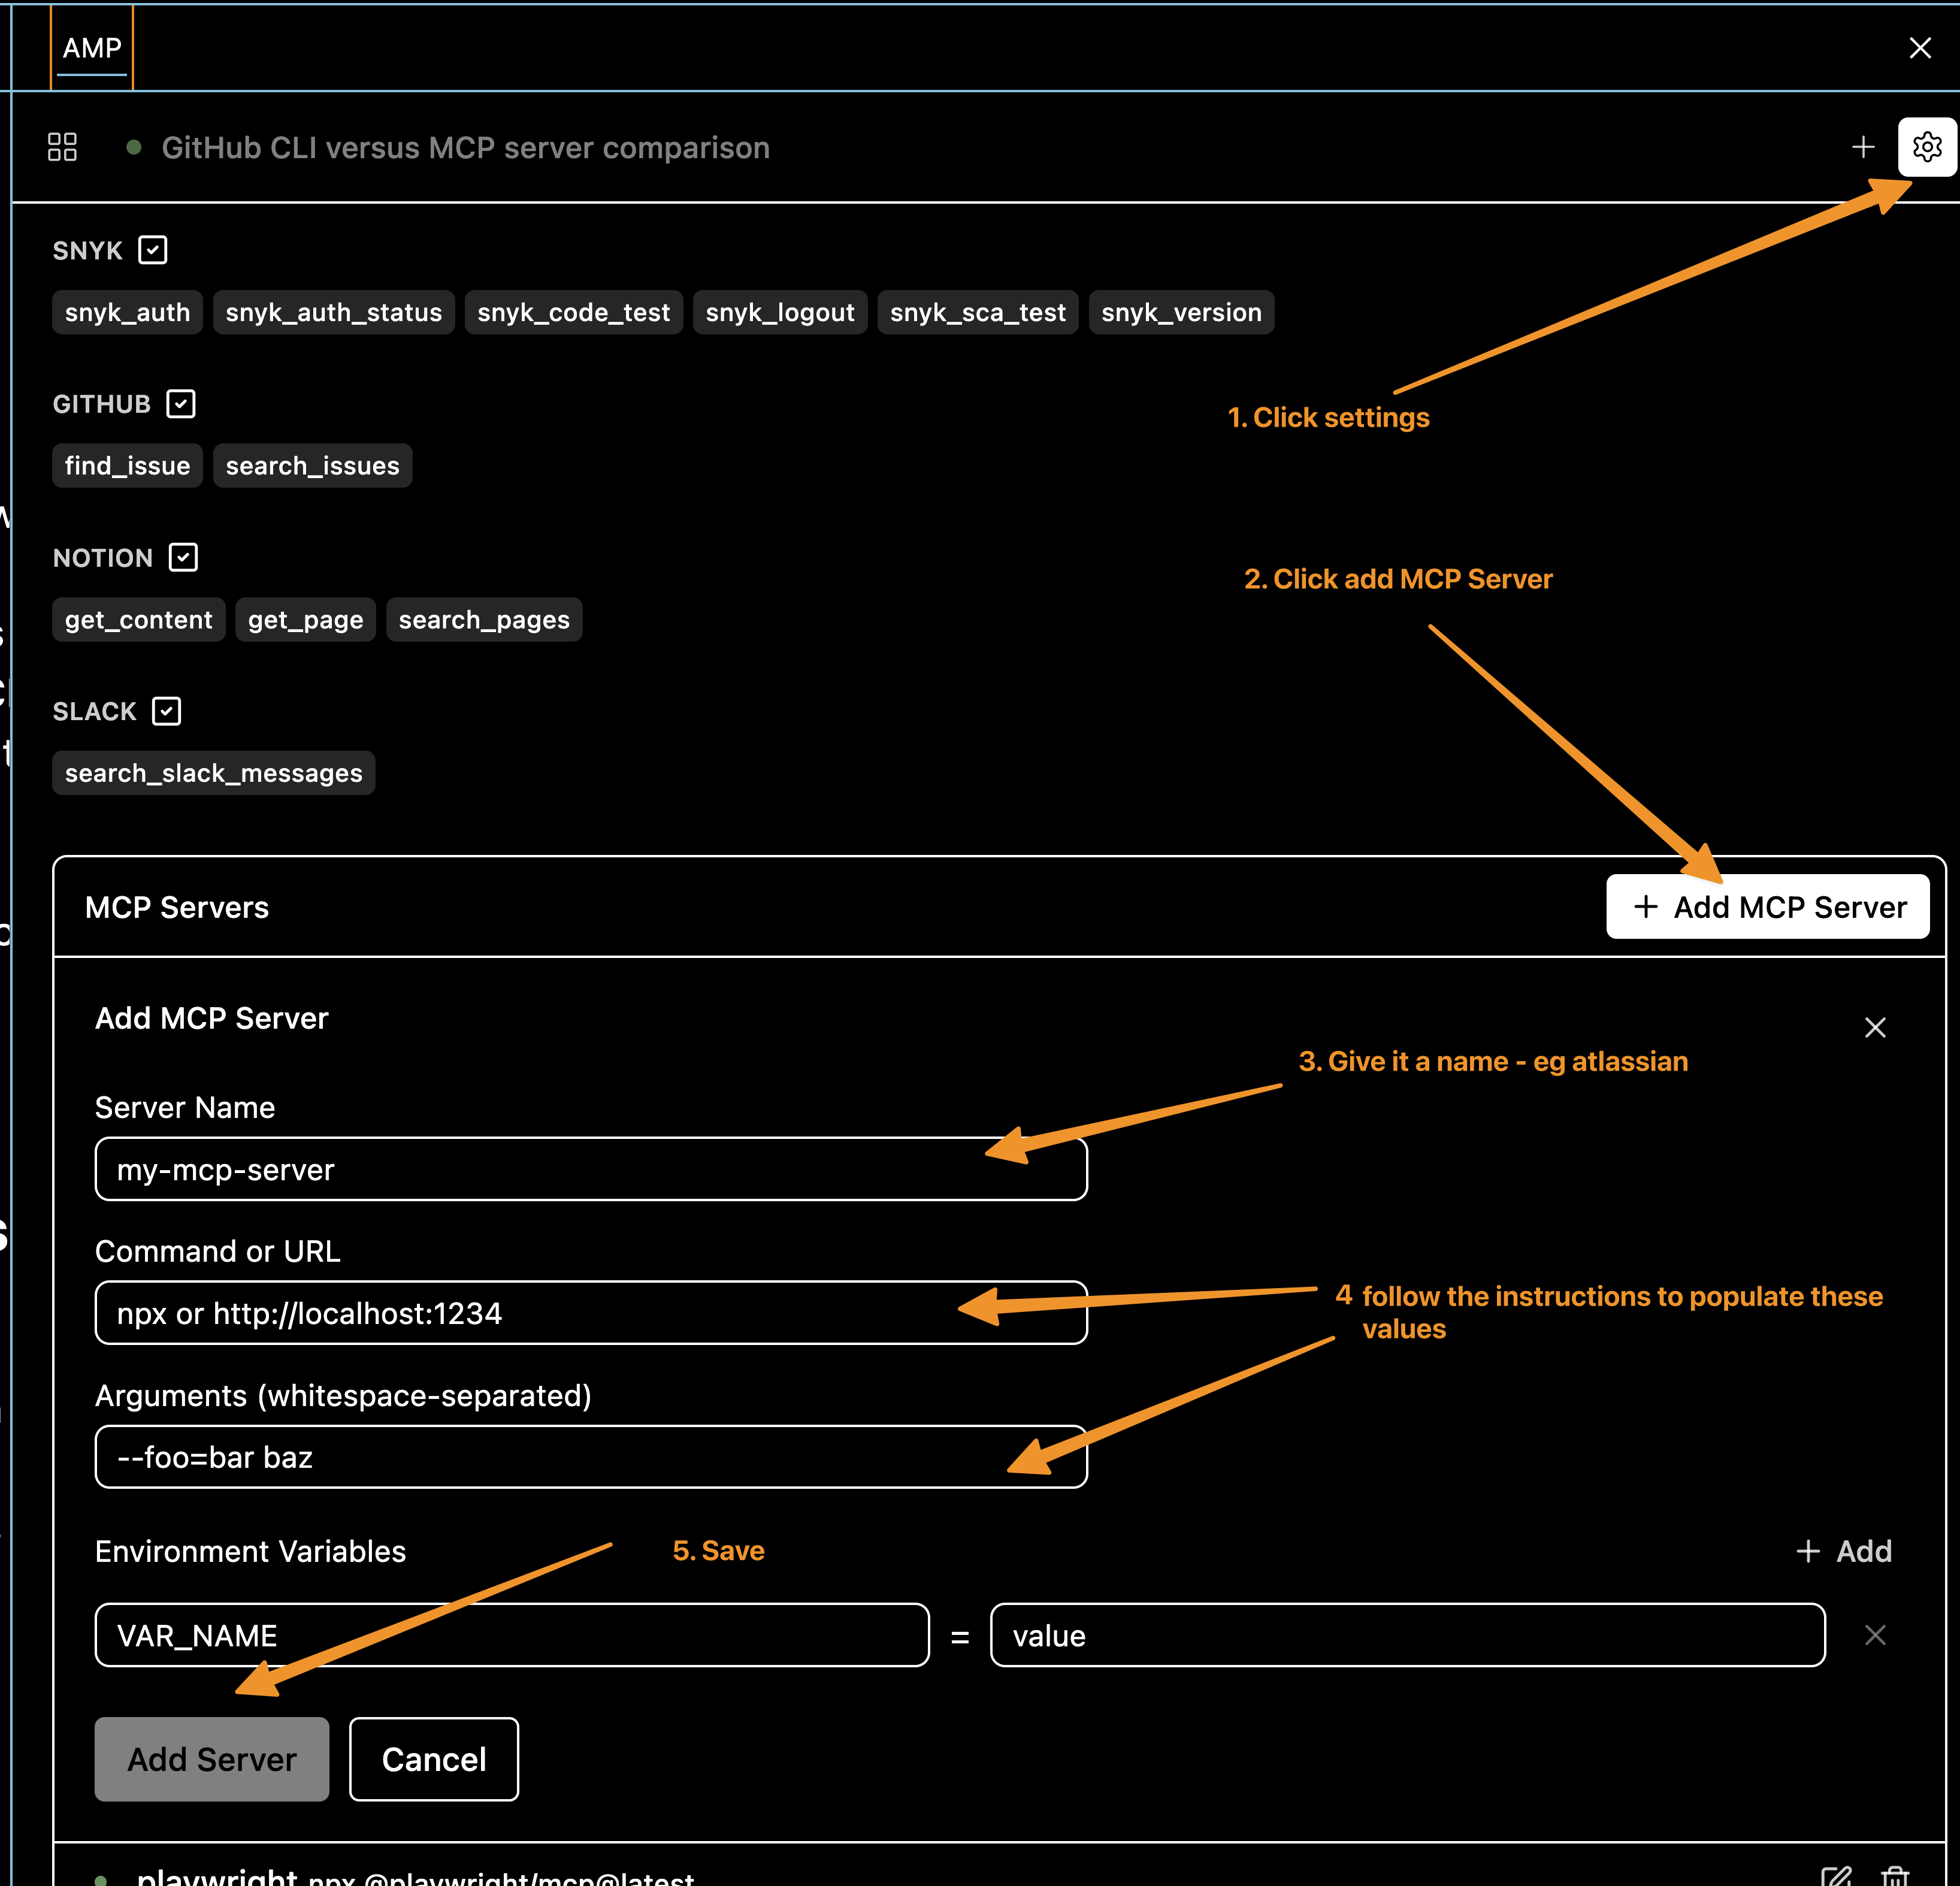 AMP
GitHub CLI versus MCP server comparison
SNYK
snyk_auth snyk_auth_status snyk_code_test snyk_logout snyk_sca_test snyk_version
1. Click settings
GITHUB
find_issue search_issues
NOTION
2. Click add MCP Server
get_content get_page search_pages
SLACK
search_slack_messages
MCP Servers
+ Add MCP Server
Add MCP Server
3. Give it a name - eg atlassian
Server Name
my-mcp-server
Command or URL
npx or http://localhost:1234
4 follow the instructions to populate these
values
Arguments (whitespace-separated)
--foo=bar baz
Environment Variables
5. Save
+ Add
VAR_NAME = value
Add Server Cancel
playwright npx @playwright/mcp@latest